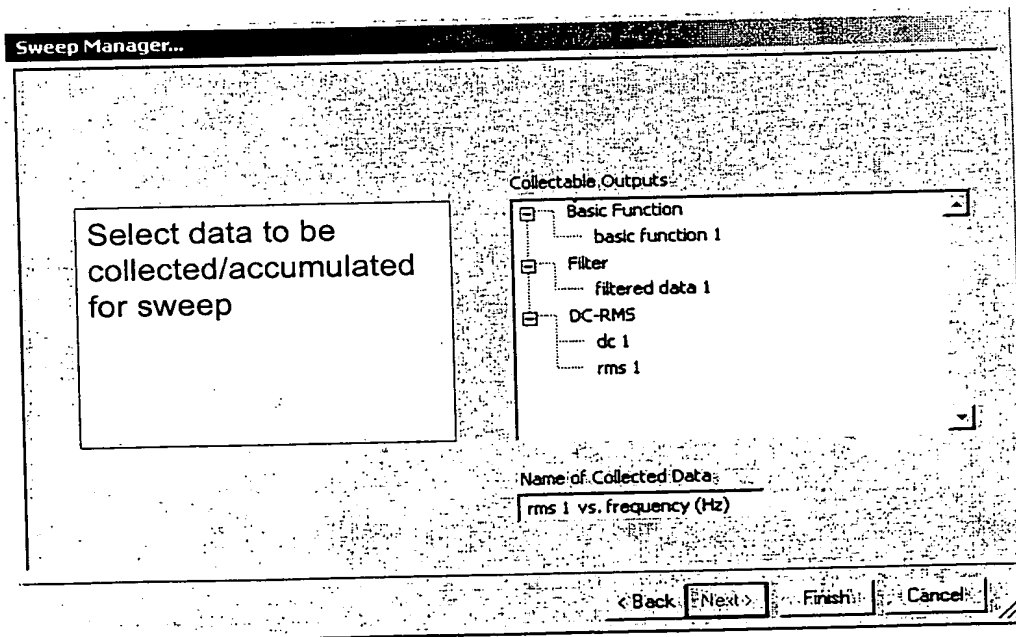 Sweep Manager...
Select data to be
collected/accumulated
for sweep
Collectable Outputs
Basic Function
basic function 1
Filter
filtered data 1
DC-RMS
dc 1
rms 1
Name of Collected Data
rms 1 vs. frequency (Hz)
< Back Next > Finish Cancel